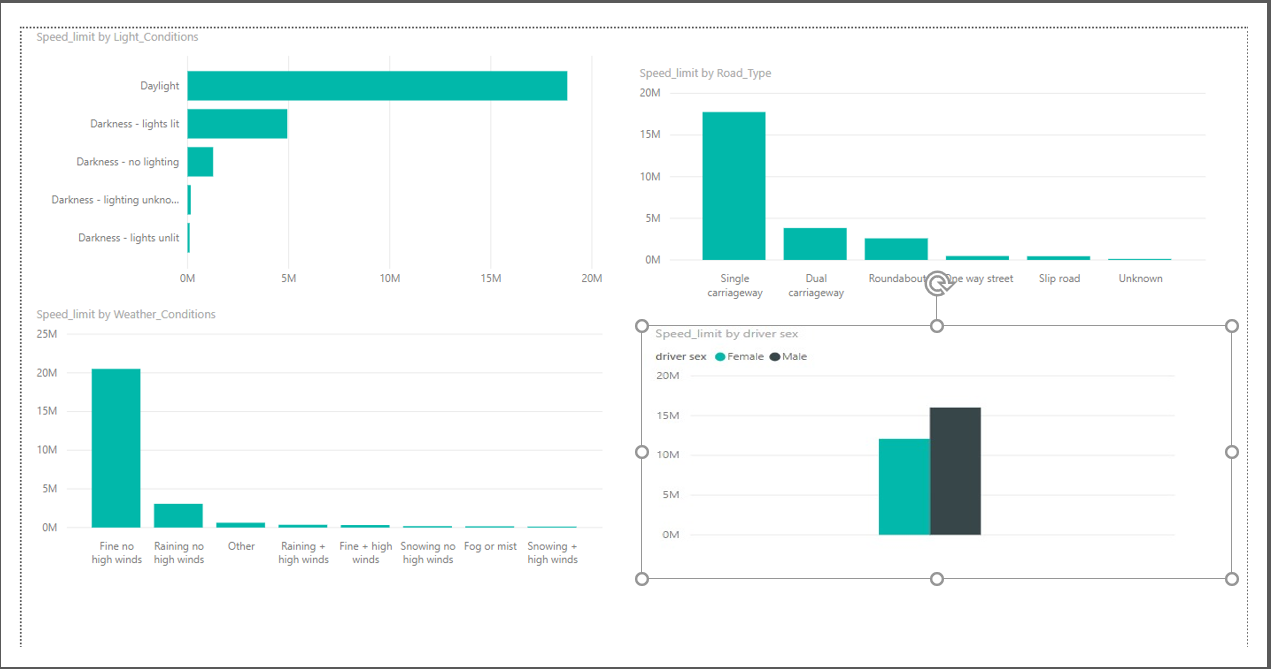 Speed_limit by Light_Conditions
Daylight
Darkness - lights lit
Darkness - no lighting
Darkness - lighting unkno...
Darkness - lights unlit
0M 5M 10M 15M 20M
Speed_limit by Road_Type
20M
15M
10M
5M
0M
Single carriageway
Dual carriageway
Roundabout
One way street
Slip road
Unknown
Speed_limit by Weather_Conditions
25M
20M
15M
10M
5M
0M
Fine no high winds
Raining no high winds
Other
Raining + high winds
Fine + high winds
Snowing no high winds
Fog or mist
Snowing + high winds
Speed_limit by driver sex
driver sex Female Male
20M
15M
10M
5M
0M